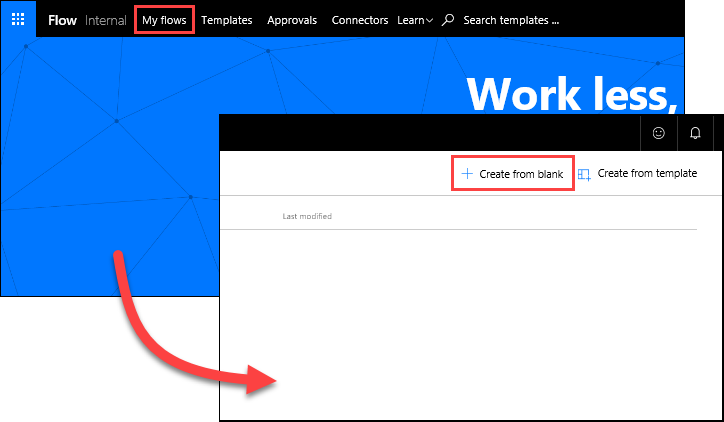 Flow Internal My flows Templates Approvals Connectors Learn Search templates ...
Work less,
Create from blank Create from template
Last modified